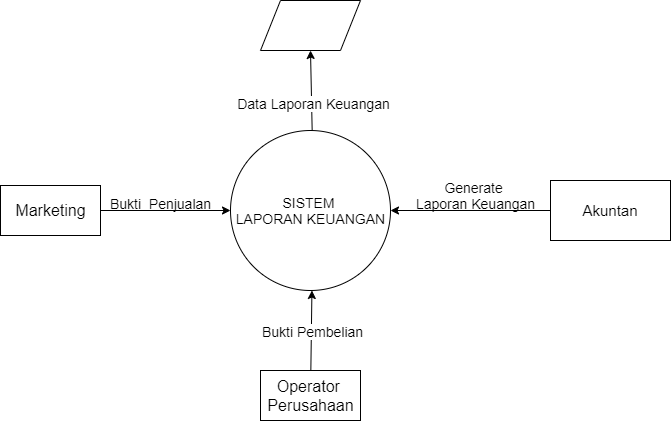 Data Laporan Keuangan
Marketing
Bukti Penjualan
SISTEM
LAPORAN KEUANGAN
Generate
Laporan Keuangan
Akuntan
Bukti Pembelian
Operator
Perusahaan